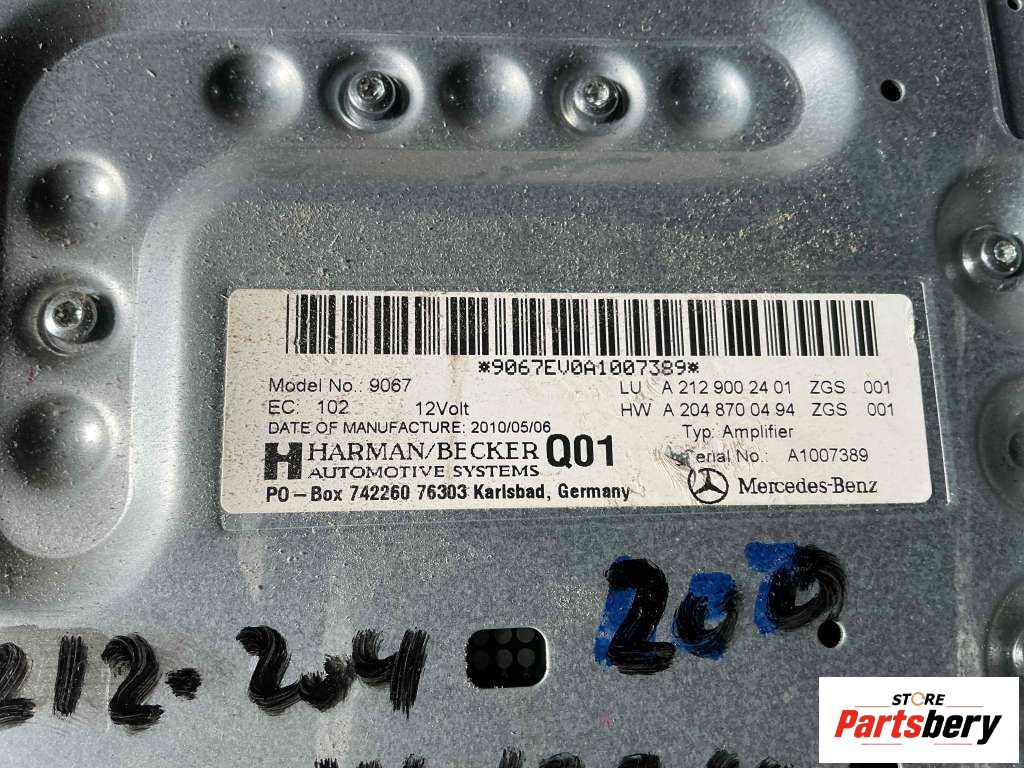 *9067EV0A1007389*
Model No.: 9067 LU A 212 900 24 01 ZGS 001
EC: 102 12Volt HW A 204 870 04 94 ZGS 001
DATE OF MANUFACTURE: 2010/05/06 Typ: Amplifier
HARMAN/BECKER Q01 erial No.: A1007389
AUTOMOTIVE SYSTEMS
PO-Box 742260 76303 Karlsbad, Germany Mercedes-Benz
200
212-204
STORE
Partsbery